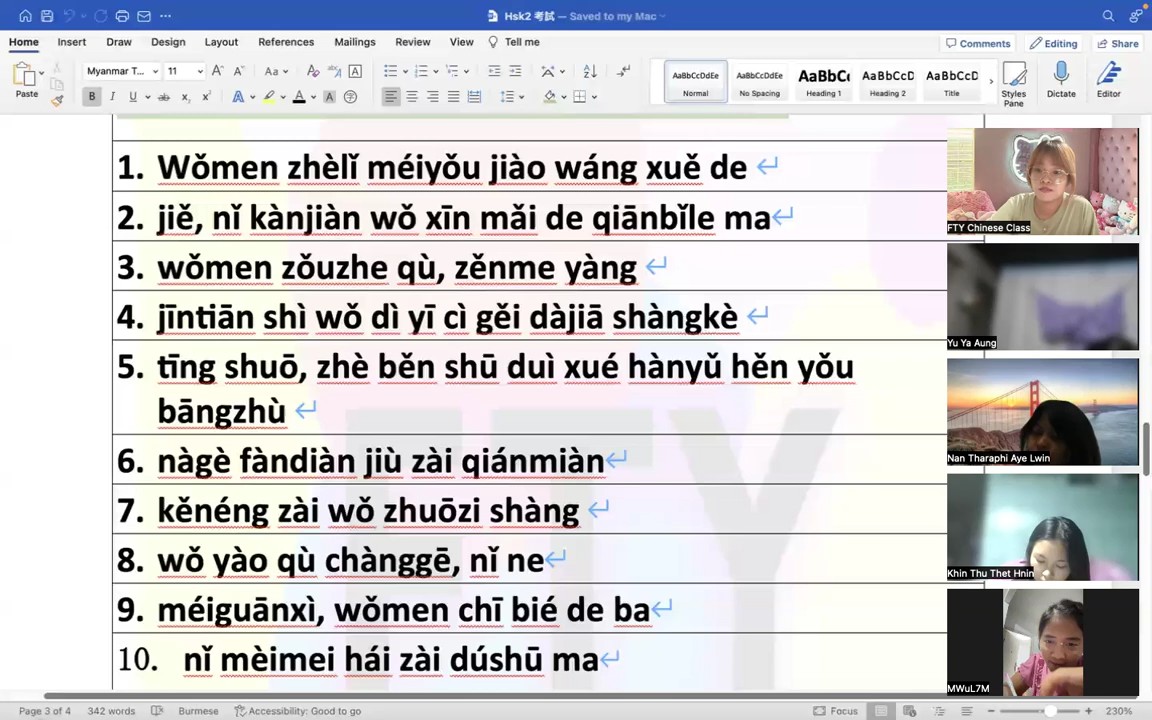 Hsk2 考試 — Saved to my Mac
Home Insert Draw Design Layout References Mailings Review View Tell me
Comments Editing Share
Paste
Myanmar T... 11
AaBbCcDdEe AaBbCcDdEe AaBbCc AaBbCcD AaBbCcD
Normal No Spacing Heading 1 Heading 2 Title
Styles Pane Dictate Editor
1. Wǒmen zhèlǐ méiyǒu jiào wáng xuě de
2. jiě, nǐ kànjiàn wǒ xīn mǎi de qiānbǐle ma
3. wǒmen zǒuzhe qù, zěnme yàng
4. jīntiān shì wǒ dì yī cì gěi dàjiā shàngkè
5. tīng shuō, zhè běn shū duì xué hànyǔ hěn yǒu
bāngzhù
6. nàgè fàndiàn jiù zài qiánmiàn
7. kěnéng zài wǒ zhuōzi shàng
8. wǒ yào qù chànggē, nǐ ne
9. méiguānxì, wǒmen chī bié de ba
10. nǐ mèimei hái zài dúshū ma
FTY
FTY Chinese Class
Yu Ya Aung
Nan Tharaphi Aye Lwin
Khin Thu Thet Hnin
MWuL7M
Page 3 of 4 342 words Burmese Accessibility: Good to go Focus 230%